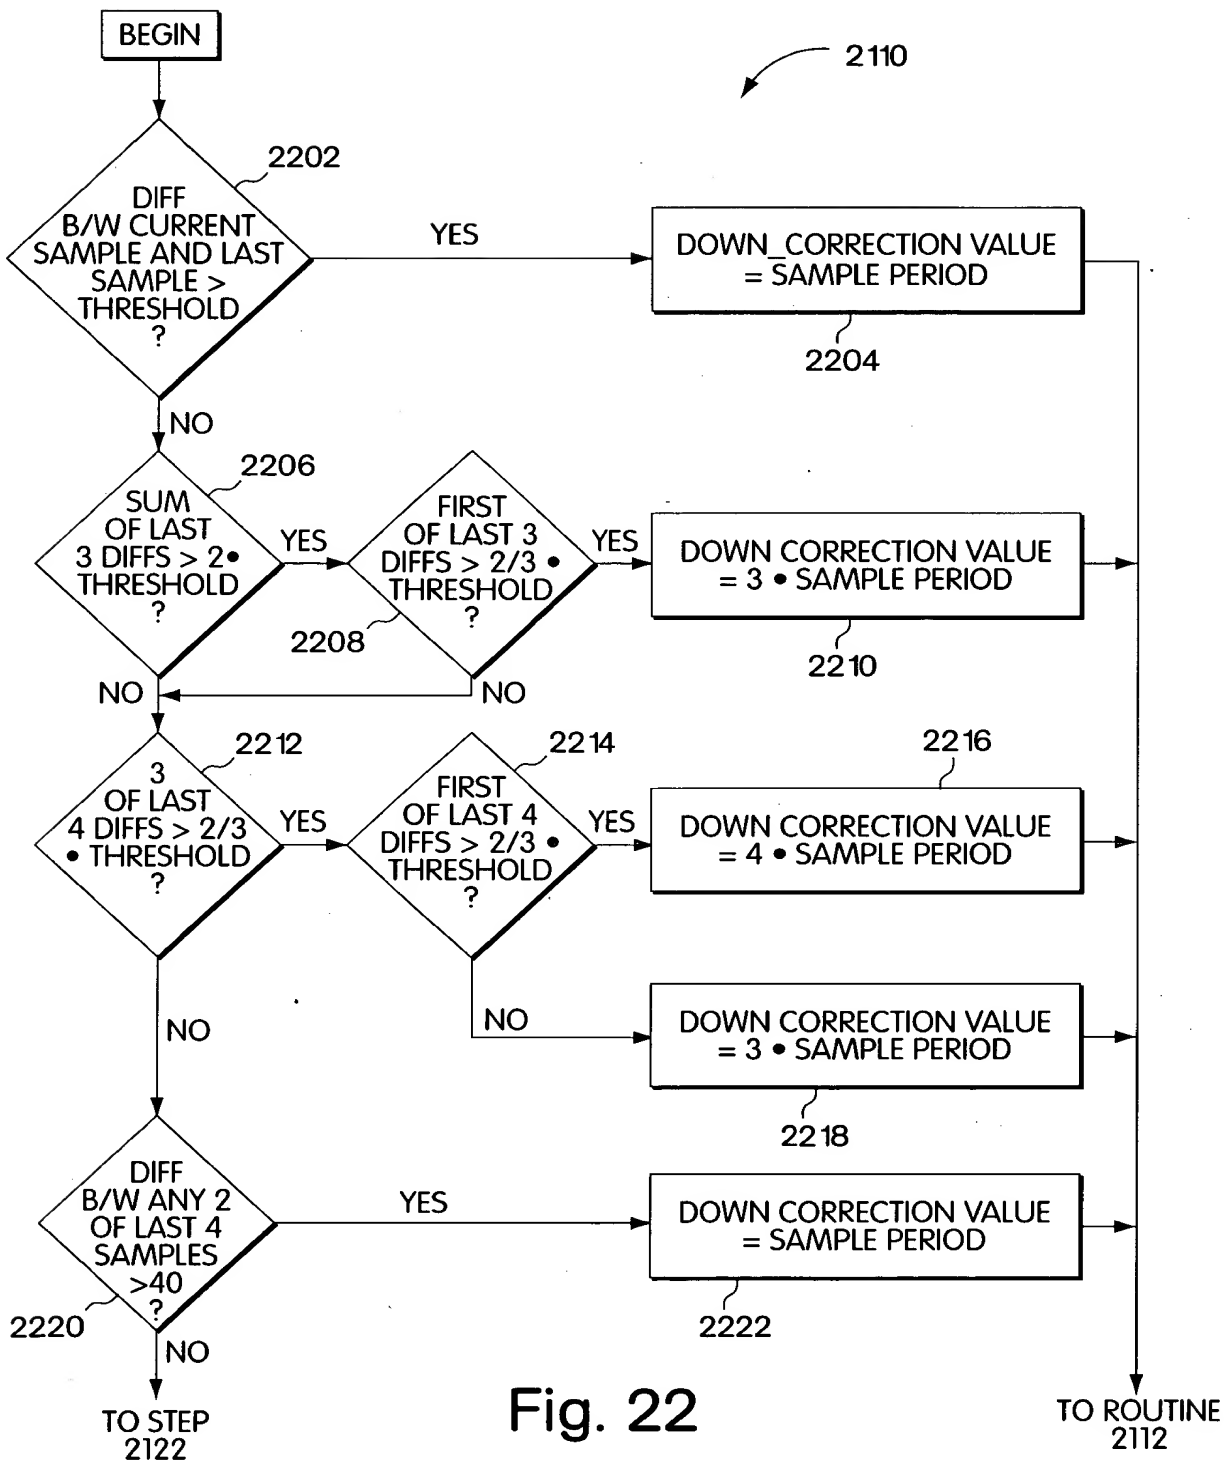 BEGIN
2110
2202
DIFF
B/W CURRENT
SAMPLE AND LAST
SAMPLE >
THRESHOLD
?
YES
DOWN_CORRECTION VALUE
= SAMPLE PERIOD
2204
NO
2206
SUM
OF LAST
3 DIFFS > 2•
THRESHOLD
?
YES
FIRST
OF LAST 3
DIFFS > 2/3 •
THRESHOLD
?
2208
YES
DOWN CORRECTION VALUE
= 3 • SAMPLE PERIOD
2210
NO
NO
2212
3
OF LAST
4 DIFFS > 2/3
• THRESHOLD
?
YES
2214
FIRST
OF LAST 4
DIFFS > 2/3 •
THRESHOLD
?
YES
2216
DOWN CORRECTION VALUE
= 4 • SAMPLE PERIOD
NO
NO
DOWN CORRECTION VALUE
= 3 • SAMPLE PERIOD
2218
DIFF
B/W ANY 2
OF LAST 4
SAMPLES
>40
?
2220
YES
DOWN CORRECTION VALUE
= SAMPLE PERIOD
2222
NO
TO STEP
2122
Fig. 22
TO ROUTINE
2112